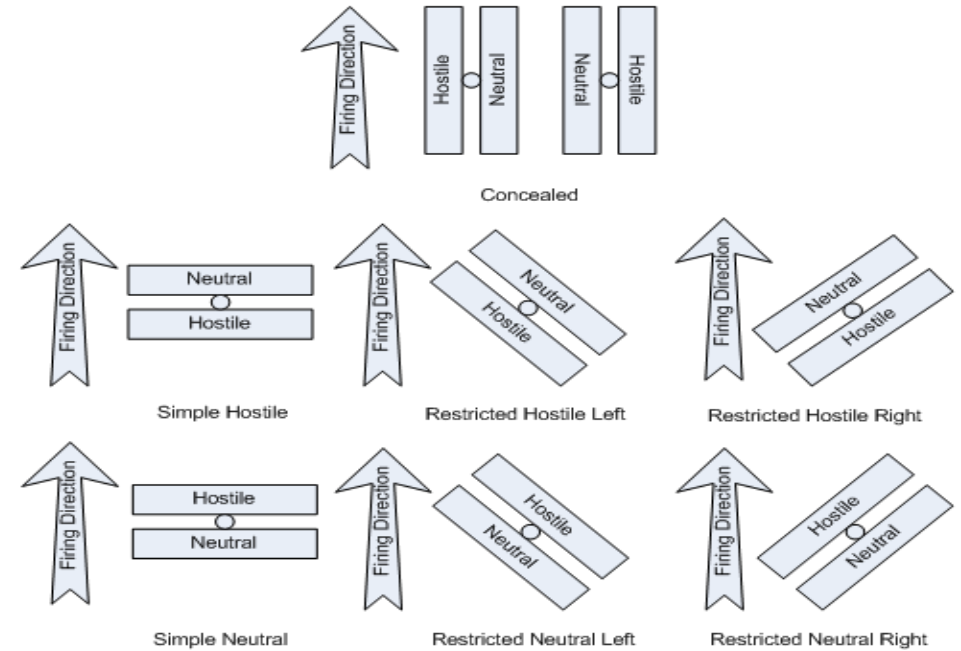 Firing Direction
Hostile
Neutral
Neutral
Hostile
Concealed
Firing Direction
Neutral
Hostile
Simple Hostile
Firing Direction
Neutral
Hostile
Restricted Hostile Left
Firing Direction
Neutral
Hostile
Restricted Hostile Right
Firing Direction
Hostile
Neutral
Simple Neutral
Firing Direction
Hostile
Neutral
Restricted Neutral Left
Firing Direction
Hostile
Neutral
Restricted Neutral Right